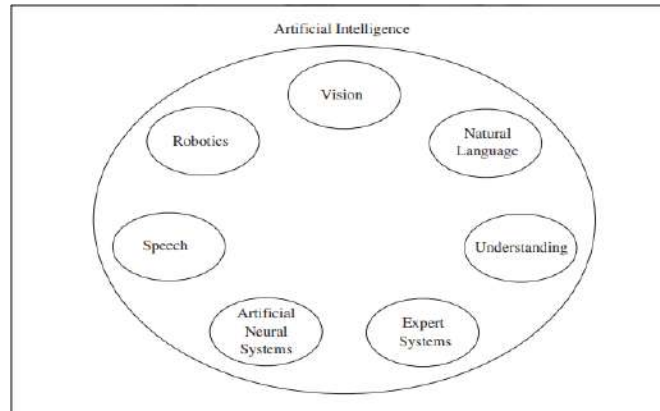 Artificial Intelligence
Vision
Robotics
Natural
Language
Speech
Understanding
Artificial
Neural
Systems
Expert
Systems